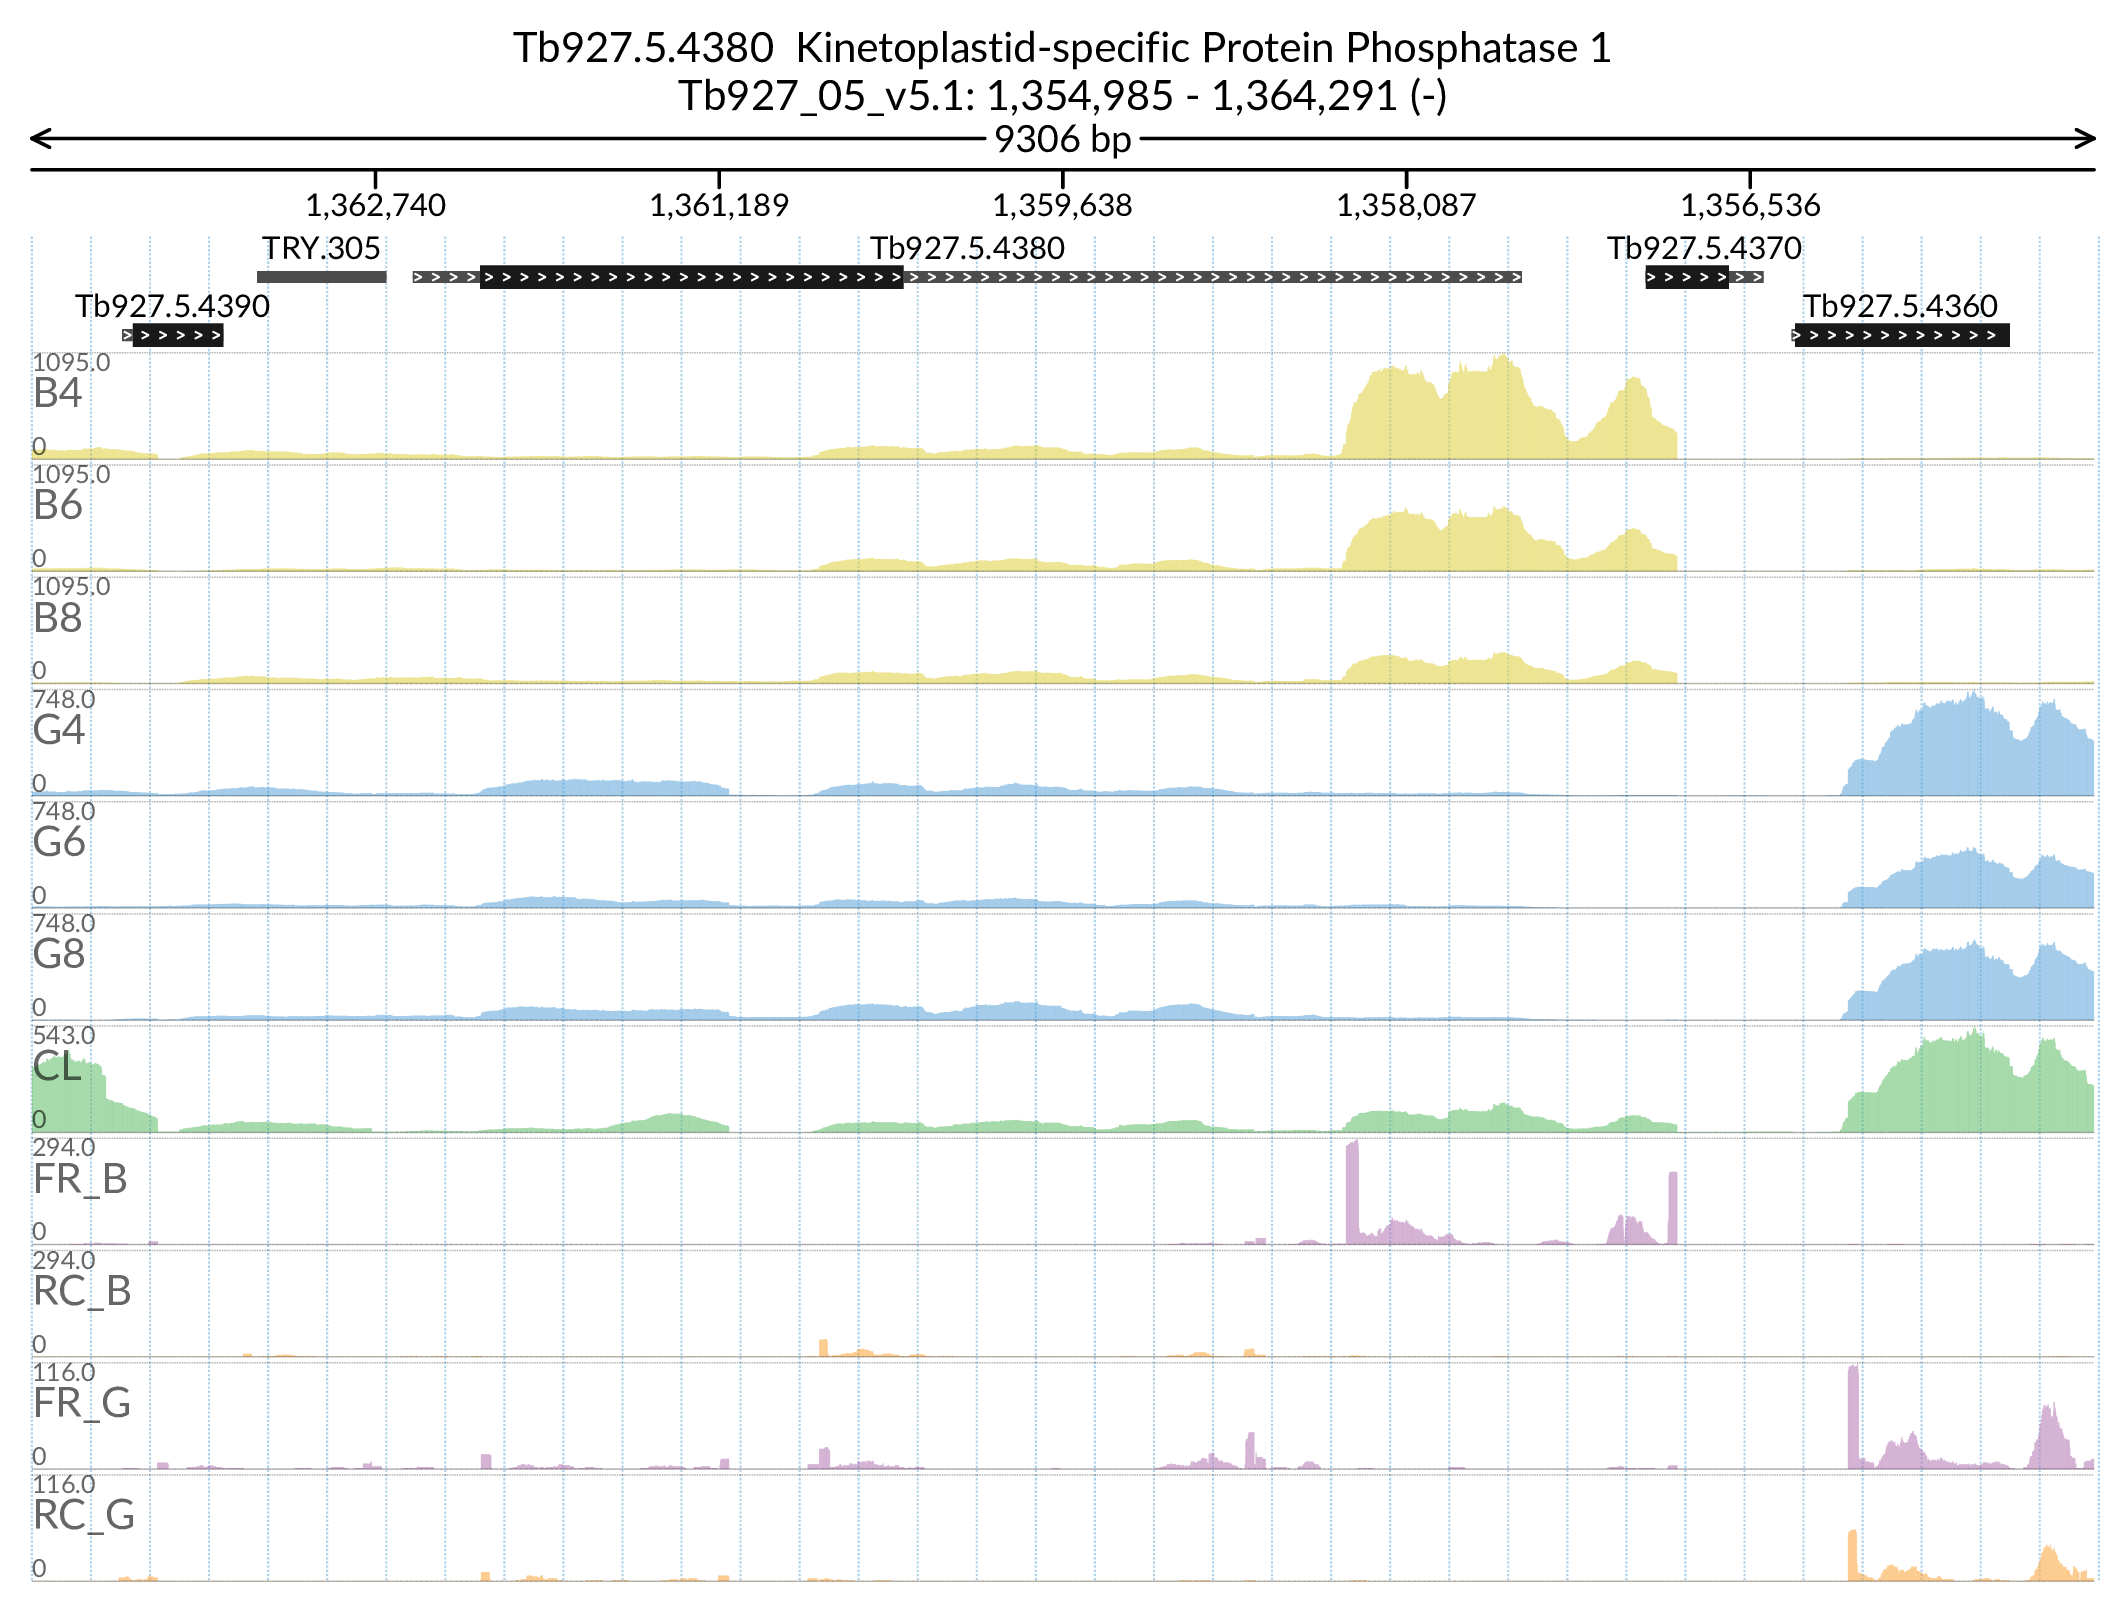 Tb927.5.4380  Kinetoplastid-specific Protein Phosphatase 1
Tb927_05_v5.1: 1,354,985 - 1,364,291 (-)
9306 bp
1,362,740 1,361,189 1,359,638 1,358,087 1,356,536
TRY.305 Tb927.5.4380 Tb927.5.4370
Tb927.5.4390 Tb927.5.4360
1095.0
B4
0
1095.0
B6
0
1095.0
B8
0
748.0
G4
0
748.0
G6
0
748.0
G8
0
543.0
CL
0
294.0
FR_B
0
294.0
RC_B
0
116.0
FR_G
0
116.0
RC_G
0